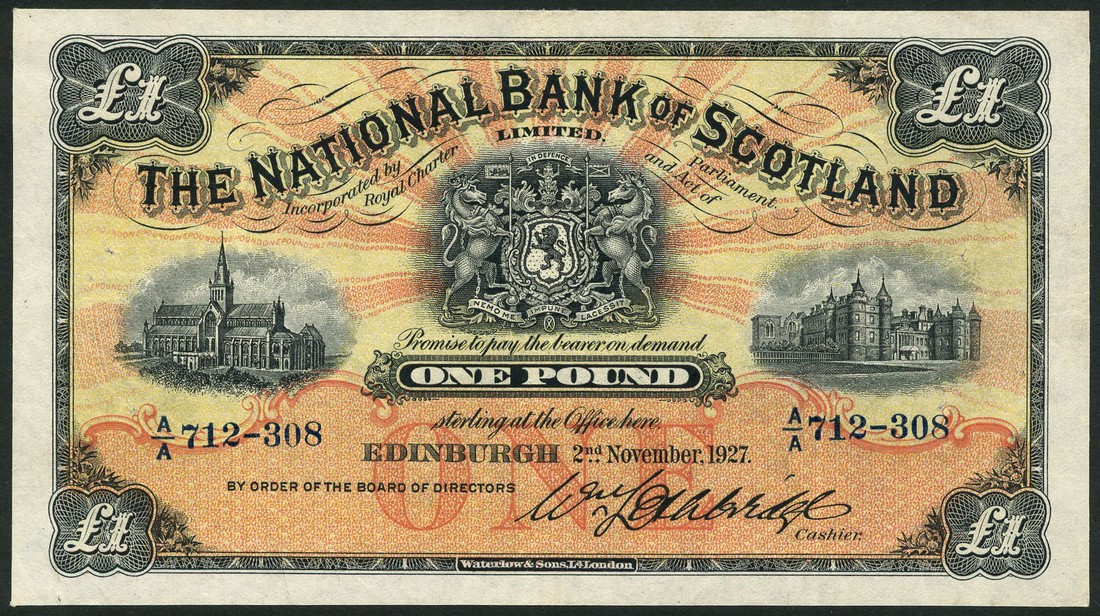 £1 £1
THE NATIONAL BANK OF SCOTLAND
LIMITED.
Incorporated by Royal Charter and Act of Parliament
IN DEFENCE
NEMO ME IMPUNE LACESSIT
Promise to pay the bearer on demand
ONE POUND
sterling at the Office here.
A/A 712-308 A/A 712-308
EDINBURGH 2nd November, 1927.
ONE
BY ORDER OF THE BOARD OF DIRECTORS
Cashier.
£1 £1
Waterlow & Sons, Ld London